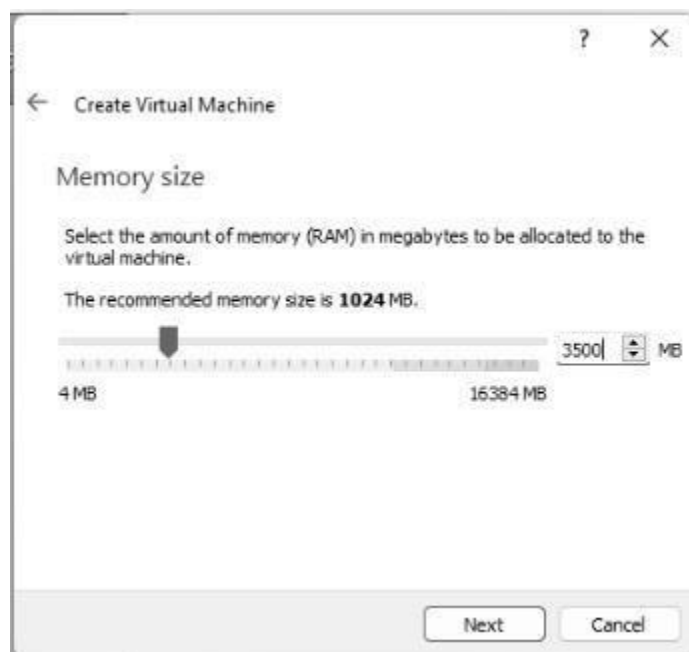 ?
Create Virtual Machine
Memory size
Select the amount of memory (RAM) in megabytes to be allocated to the
virtual machine.
The recommended memory size is 1024 MB.
3500 MB
4 MB 16384 MB
Next Cancel